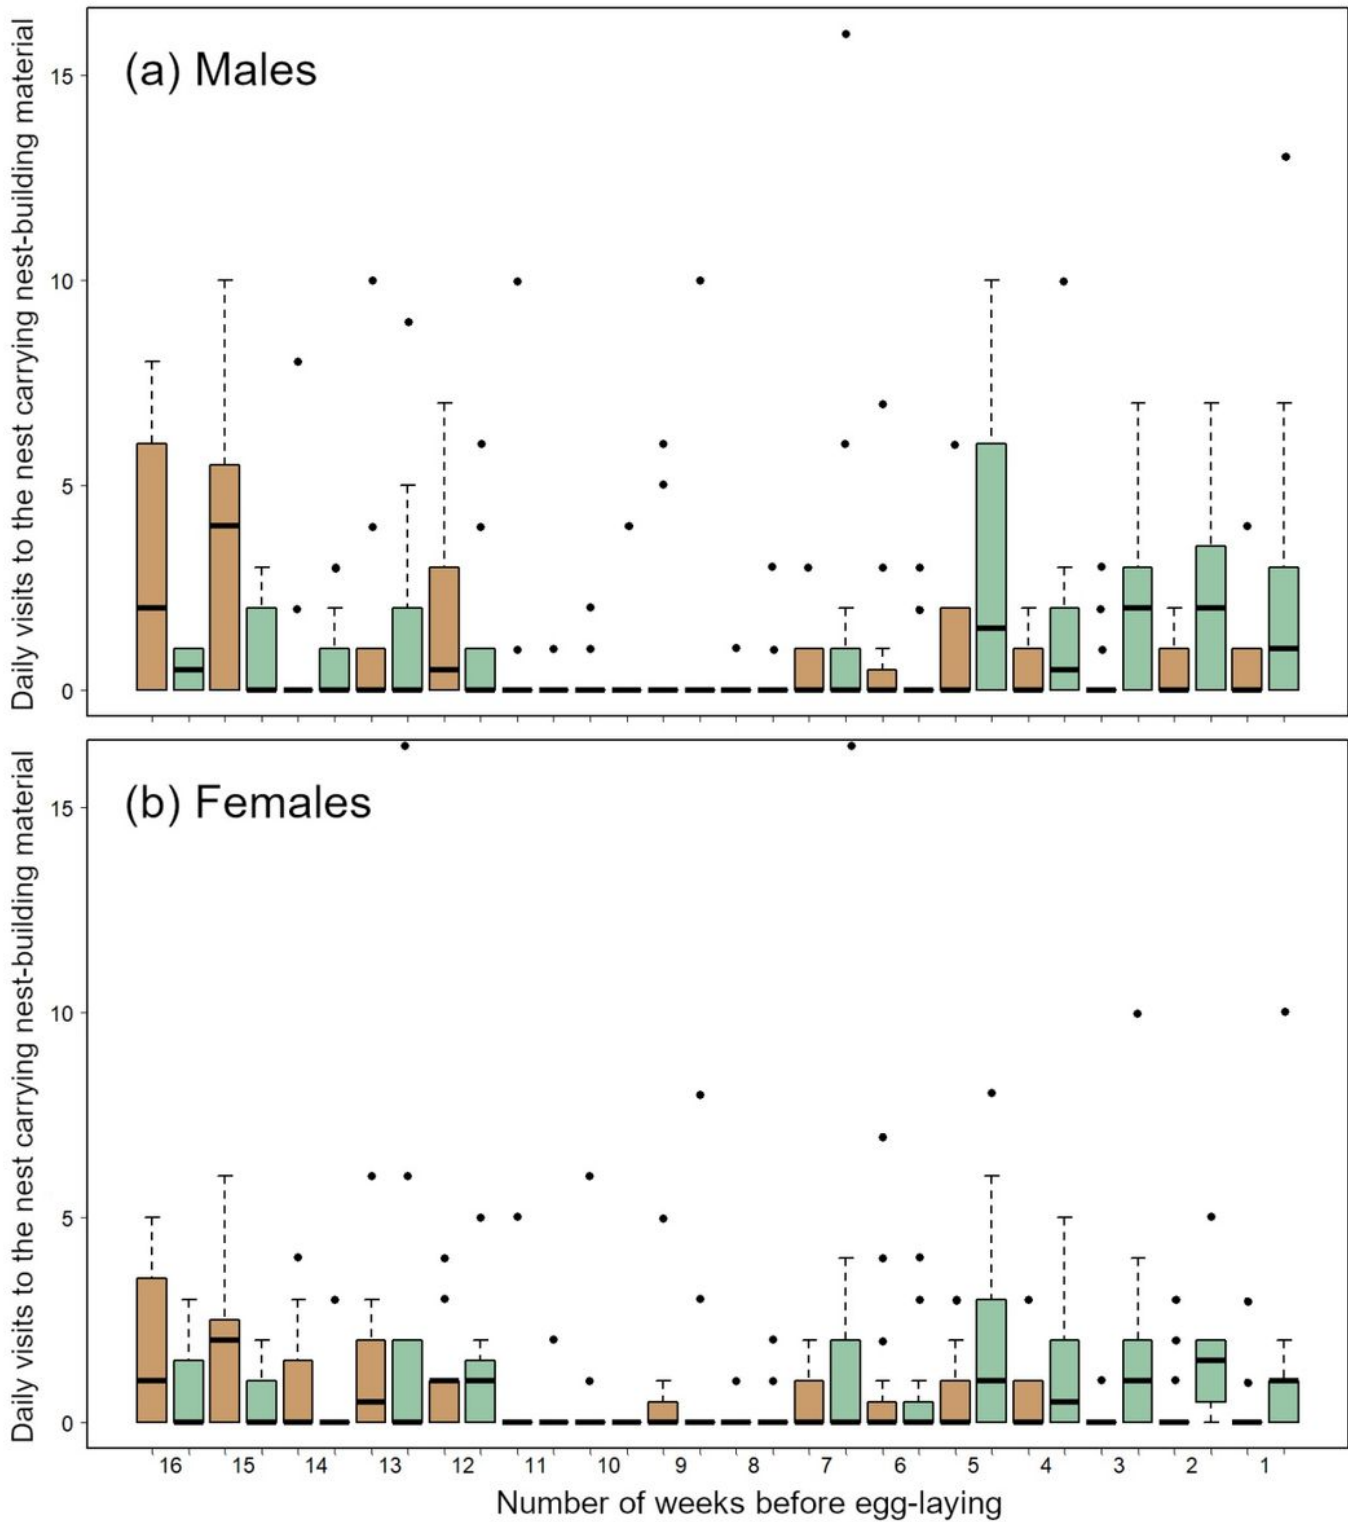 (a) Males
Daily visits to the nest carrying nest-building material
15
10
5
0
(b) Females
Daily visits to the nest carrying nest-building material
15
10
5
0
16 15 14 13 12 11 10 9 8 7 6 5 4 3 2 1
Number of weeks before egg-laying